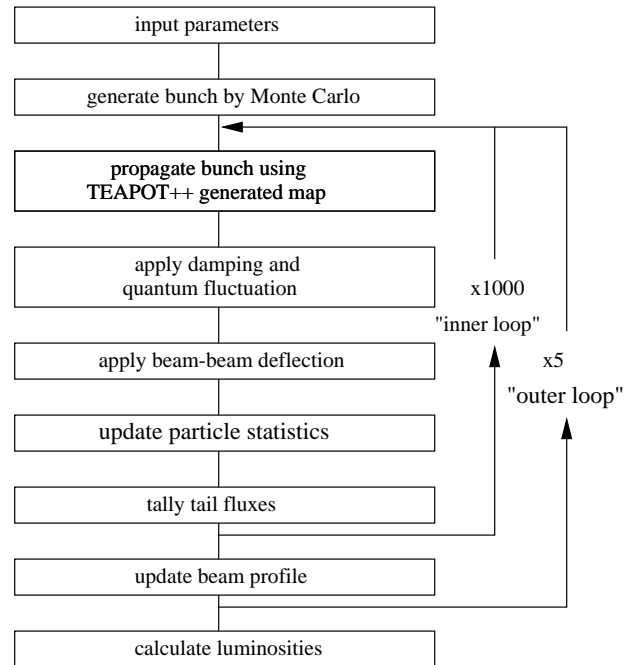 input parameters
generate bunch by Monte Carlo
propagate bunch using
TEAPOT++ generated map
apply damping and
quantum fluctuation
x1000
"inner loop"
apply beam-beam deflection
x5
"outer loop"
update particle statistics
tally tail fluxes
update beam profile
calculate luminosities